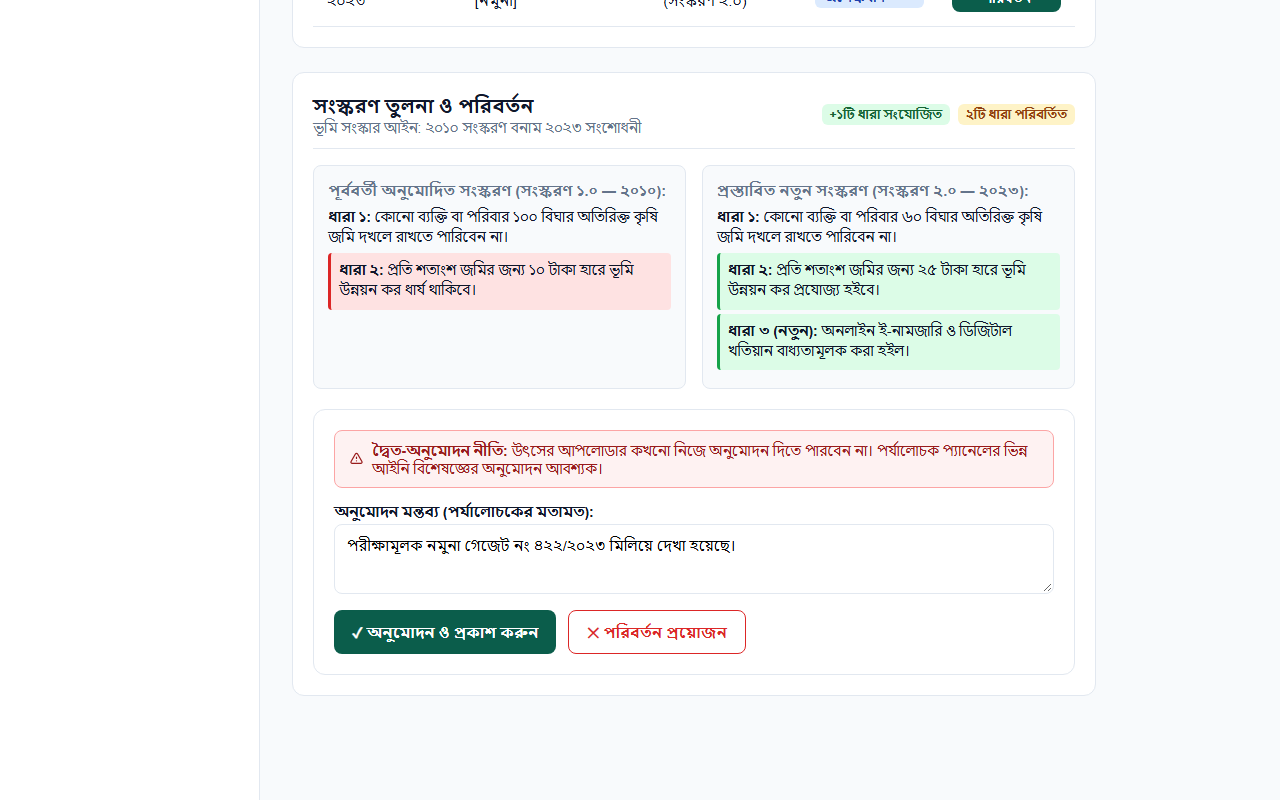 ২০২৩ [নমুনা] (সংস্করণ ২.০)
সংস্করণ তুলনা ও পরিবর্তন
ভূমি সংস্কার আইন: ২০১০ সংস্করণ বনাম ২০২৩ সংশোধনী
+১টি ধারা সংযোজিত
২টি ধারা পরিবর্তিত
পূর্ববর্তী অনুমোদিত সংস্করণ (সংস্করণ ১.০ — ২০১০):
ধারা ১: কোনো ব্যক্তি বা পরিবার ১০০ বিঘার অতিরিক্ত কৃষি
জমি দখলে রাখতে পারিবেন না।
ধারা ২: প্রতি শতাংশ জমির জন্য ১০ টাকা হারে ভূমি
উন্নয়ন কর ধার্য থাকিবে।
প্রস্তাবিত নতুন সংস্করণ (সংস্করণ ২.০ — ২০২৩):
ধারা ১: কোনো ব্যক্তি বা পরিবার ৬০ বিঘার অতিরিক্ত কৃষি
জমি দখলে রাখতে পারিবেন না।
ধারা ২: প্রতি শতাংশ জমির জন্য ২৫ টাকা হারে ভূমি
উন্নয়ন কর প্রযোজ্য হইবে।
ধারা ৩ (নতুন): অনলাইন ই-নামজারি ও ডিজিটাল
খতিয়ান বাধ্যতামূলক করা হইল।
দ্বৈত-অনুমোদন নীতি: উৎসের আপলোডার কখনো নিজে অনুমোদন দিতে পারবেন না। পর্যালোচক প্যানেলের ভিন্ন
আইনি বিশেষজ্ঞের অনুমোদন আবশ্যক।
অনুমোদন মন্তব্য (পর্যালোচকের মতামত):
পরীক্ষামূলক নমুনা গেজেট নং ৪২২/২০২৩ মিলিয়ে দেখা হয়েছে।
✓ অনুমোদন ও প্রকাশ করুন
✕ পরিবর্তন প্রয়োজন